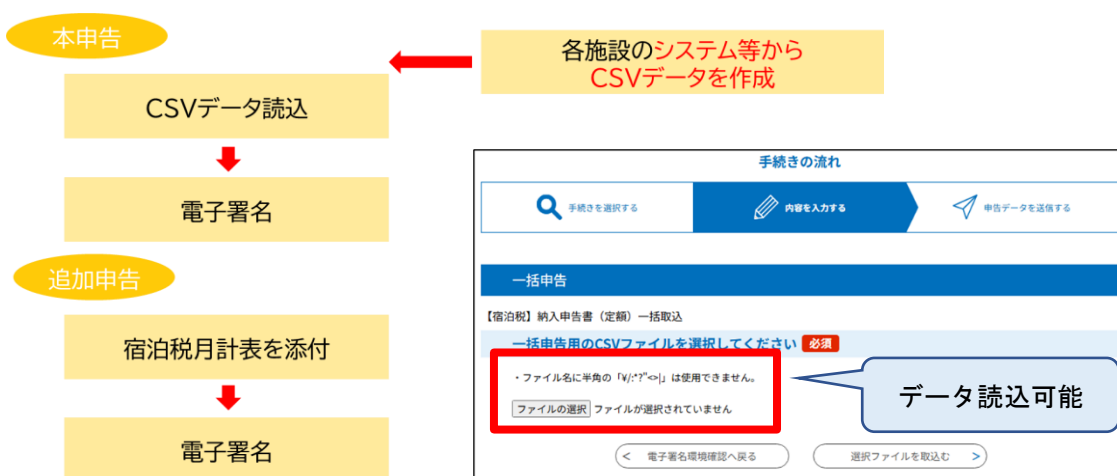 本申告
CSVデータ読込
電子署名
追加申告
宿泊税月計表を添付
電子署名
各施設のシステム等から
CSVデータを作成
手続きの流れ
手続きを選択する
内容を入力する
申告データを送信する
一括申告
【宿泊税】納入申告書（定額）一括取込
一括申告用のCSVファイルを選択してください 必須
・ファイル名に半角の「¥/:*?"<>|」は使用できません。
ファイルの選択 ファイルが選択されていません
データ読込可能
< 電子署名環境確認へ戻る
選択ファイルを取込む >